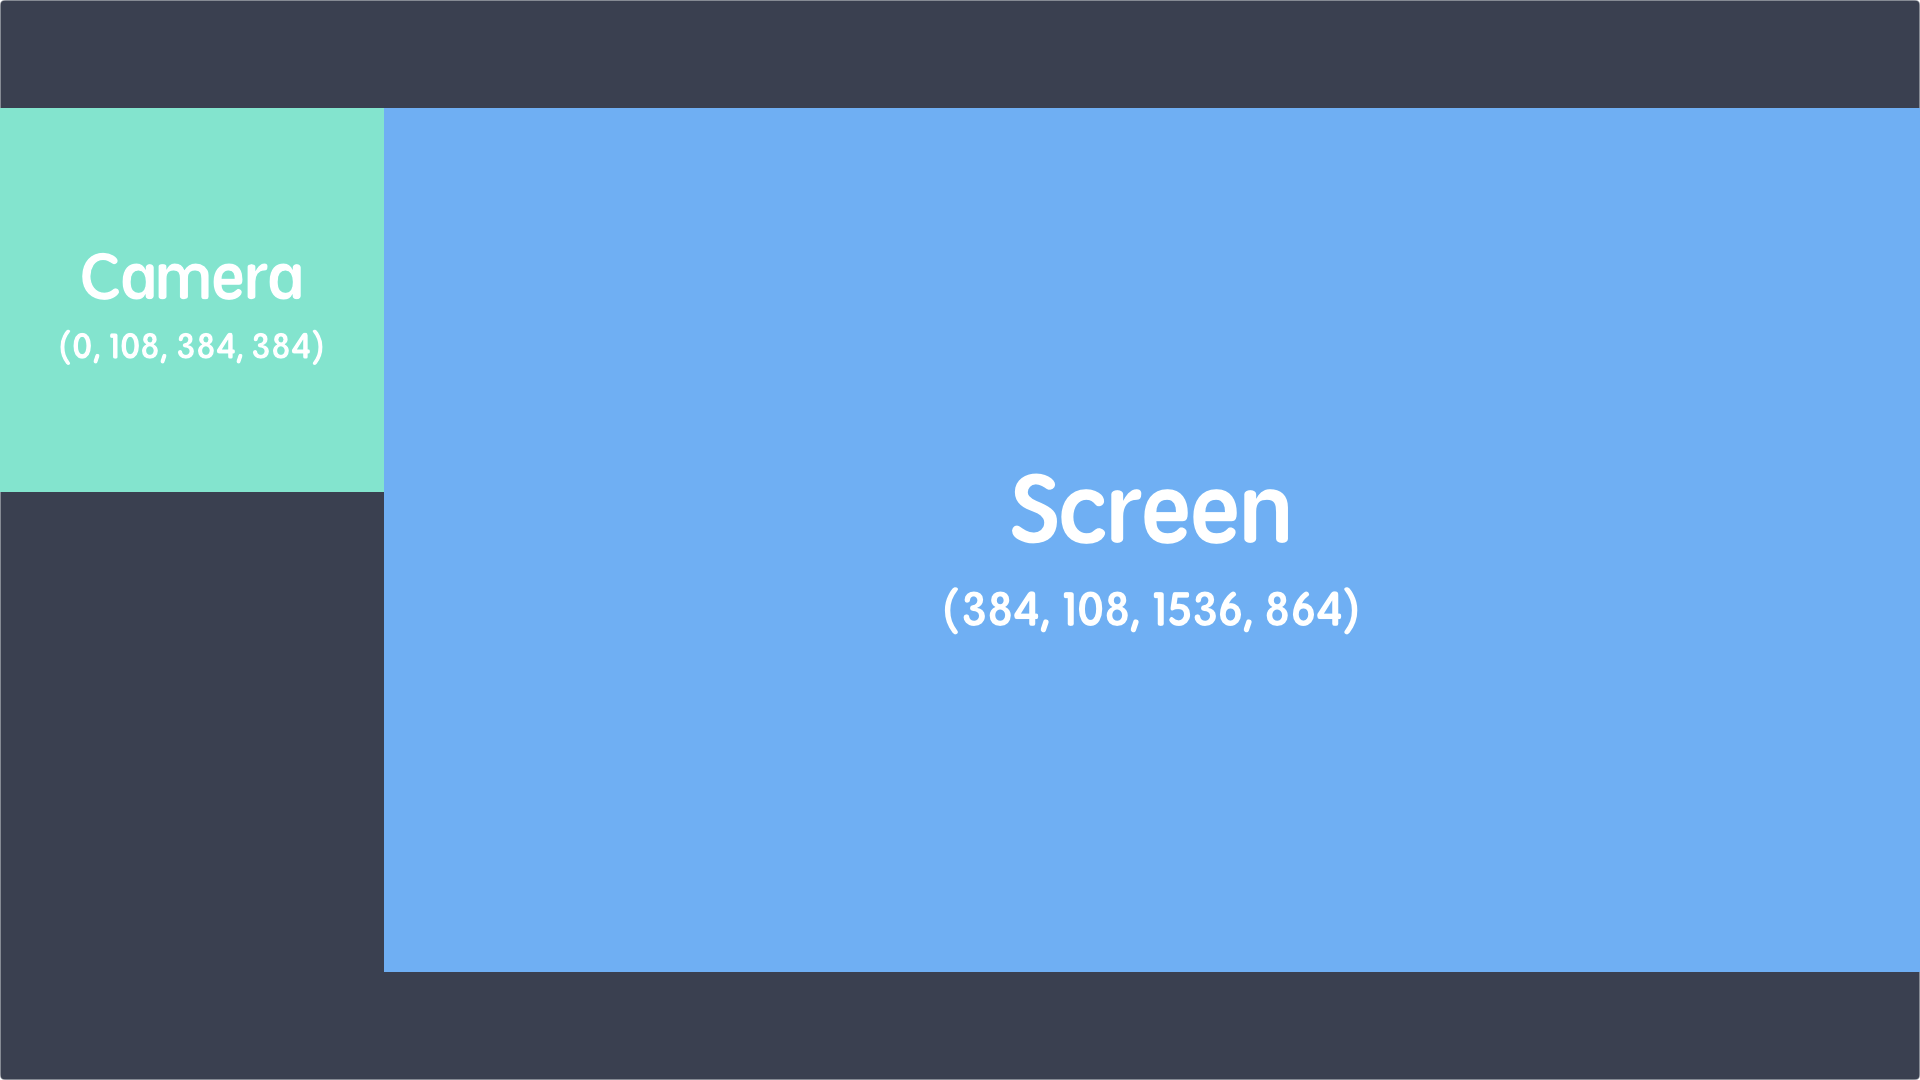 Camera
(0, 108, 384, 384)
Screen
(384, 108, 1536, 864)